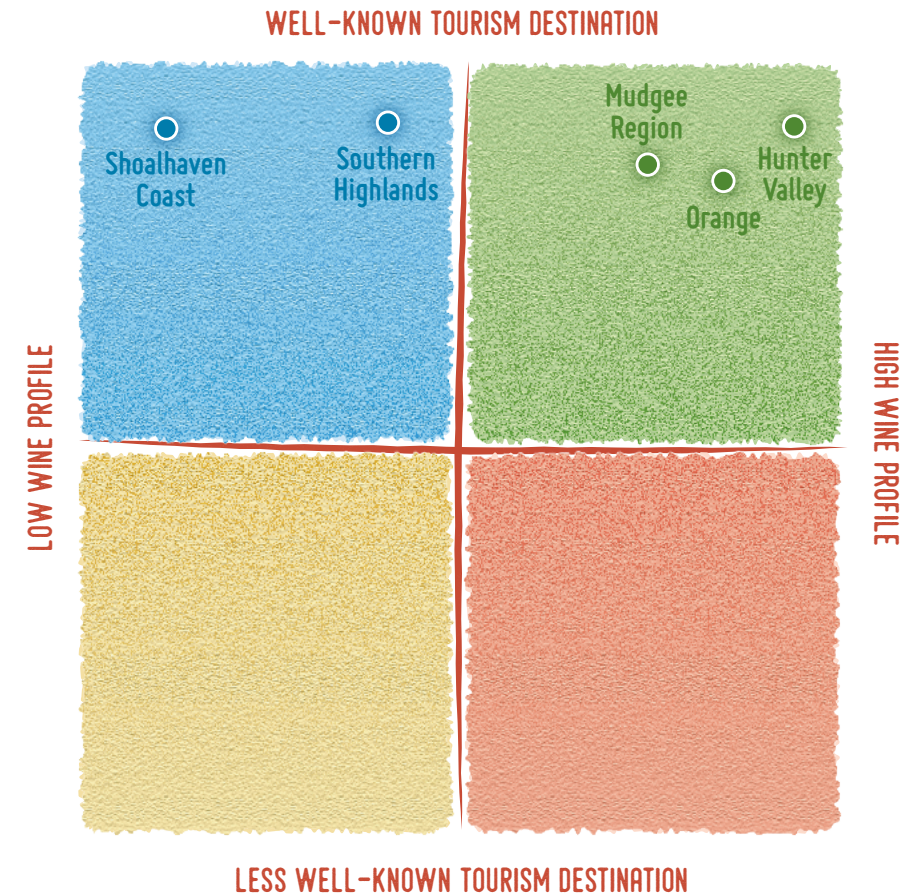 WELL-KNOWN TOURISM DESTINATION
Mudgee
Region
Shoalhaven
Coast
Southern
Highlands
Hunter
Valley
Orange
LOW WINE PROFILE
HIGH WINE PROFILE
LESS WELL-KNOWN TOURISM DESTINATION